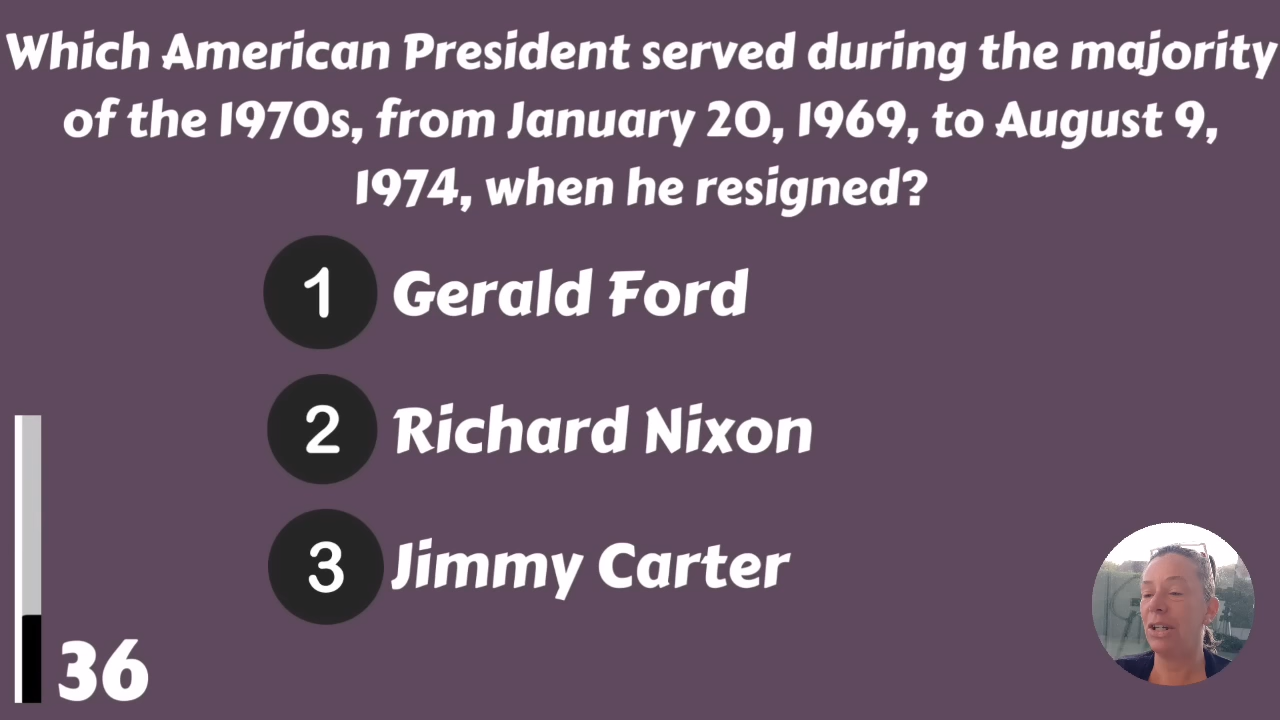 Which American President served during the majority
of the 1970s, from January 20, 1969, to August 9,
1974, when he resigned?
1 Gerald Ford
2 Richard Nixon
3 Jimmy Carter
36